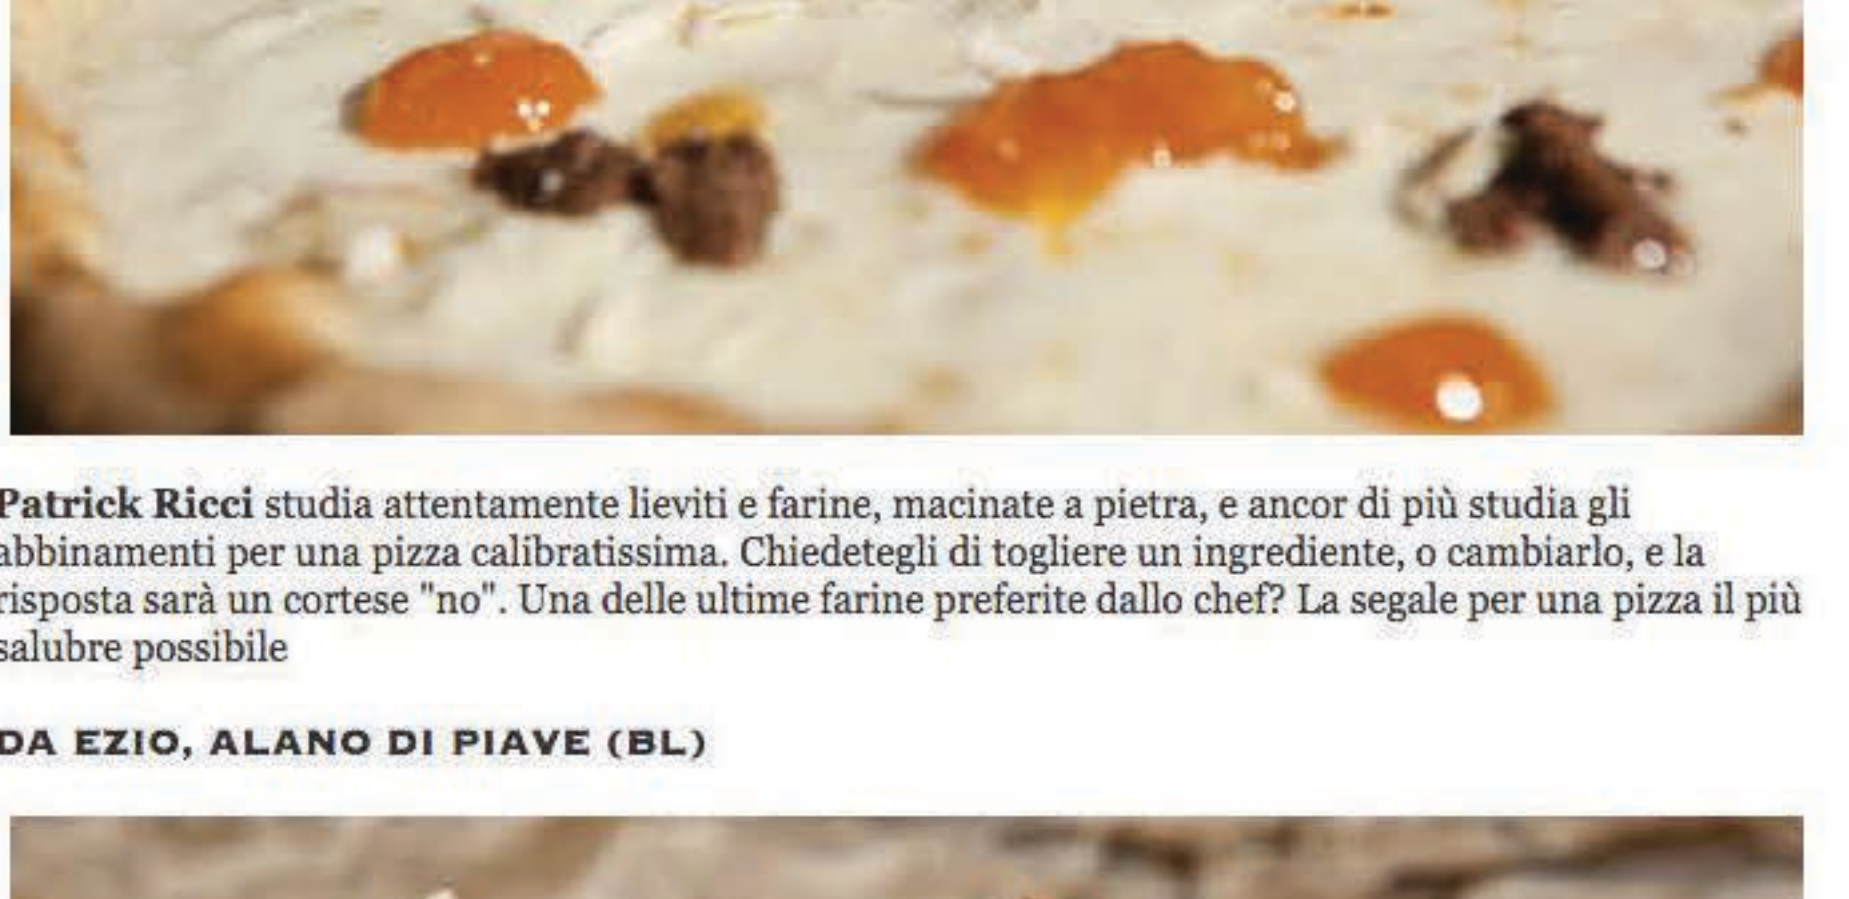 Patrick Ricci studia attentamente lieviti e farine, macinate a pietra, e ancor di più studia gli
abbinamenti per una pizza calibratissima. Chiedetegli di togliere un ingrediente, o cambiarlo, e la
risposta sarà un cortese "no". Una delle ultime farine preferite dallo chef? La segale per una pizza il più
salubre possibile
DA EZIO, ALANO DI PIAVE (BL)